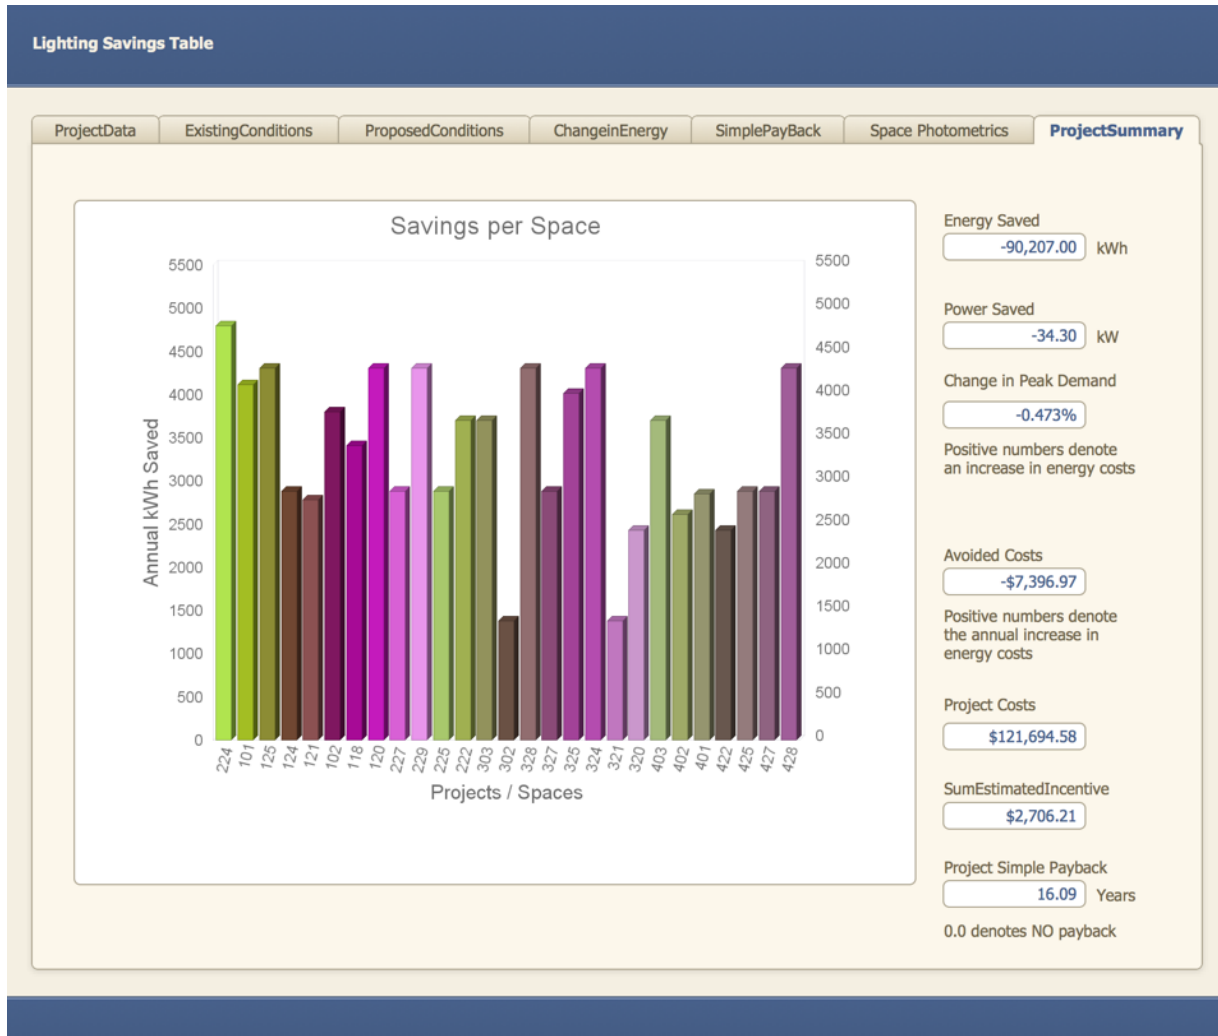 Lighting Savings Table
ProjectData
ExistingConditions
ProposedConditions
ChangeinEnergy
SimplePayBack
Space Photometrics
ProjectSummary
Savings per Space
5500
5000
4500
4000
3500
3000
2500
2000
1500
1000
500
0
Annual kWh Saved
5500
5000
4500
4000
3500
3000
2500
2000
1500
1000
500
0
224 101 125 124 121 102 118 120 227 229 225 222 303 302 328 327 325 324 321 320 403 402 401 422 425 427 428
Projects / Spaces
Energy Saved
-90,207.00 kWh
Power Saved
-34.30 kW
Change in Peak Demand
-0.473%
Positive numbers denote
an increase in energy costs
Avoided Costs
-$7,396.97
Positive numbers denote
the annual increase in
energy costs
Project Costs
$121,694.58
SumEstimatedIncentive
$2,706.21
Project Simple Payback
16.09 Years
0.0 denotes NO payback